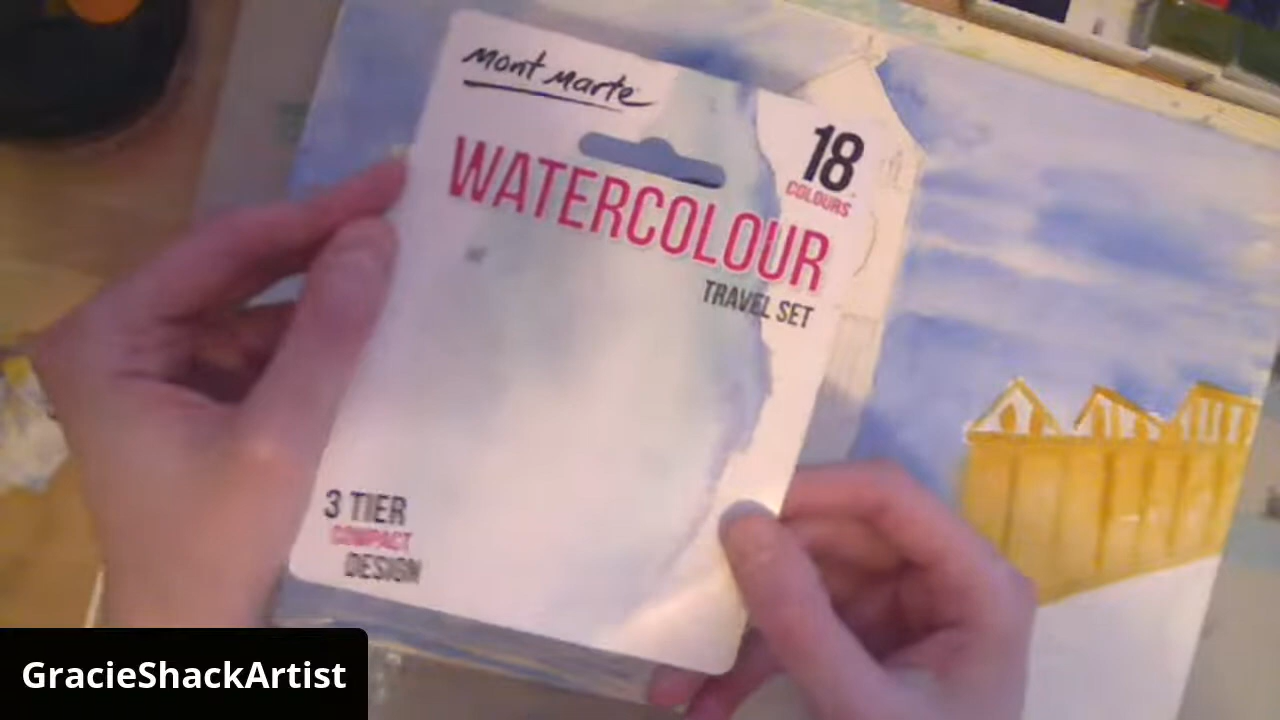 Mont Marte
18
COLOURS
WATERCOLOUR
TRAVEL SET
3 TIER
COMPACT
DESIGN
GracieShackArtist